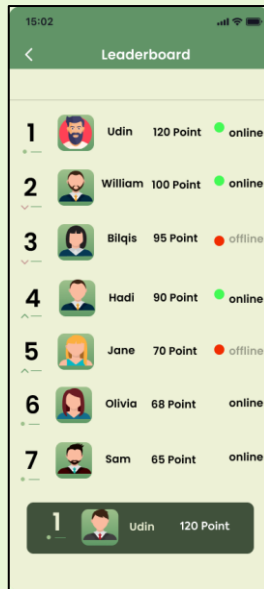 15:02
Leaderboard
1 Udin 120 Point online
2 William 100 Point online
3 Bilqis 95 Point offline
4 Hadi 90 Point online
5 Jane 70 Point offline
6 Olivia 68 Point online
7 Sam 65 Point online
1 Udin 120 Point